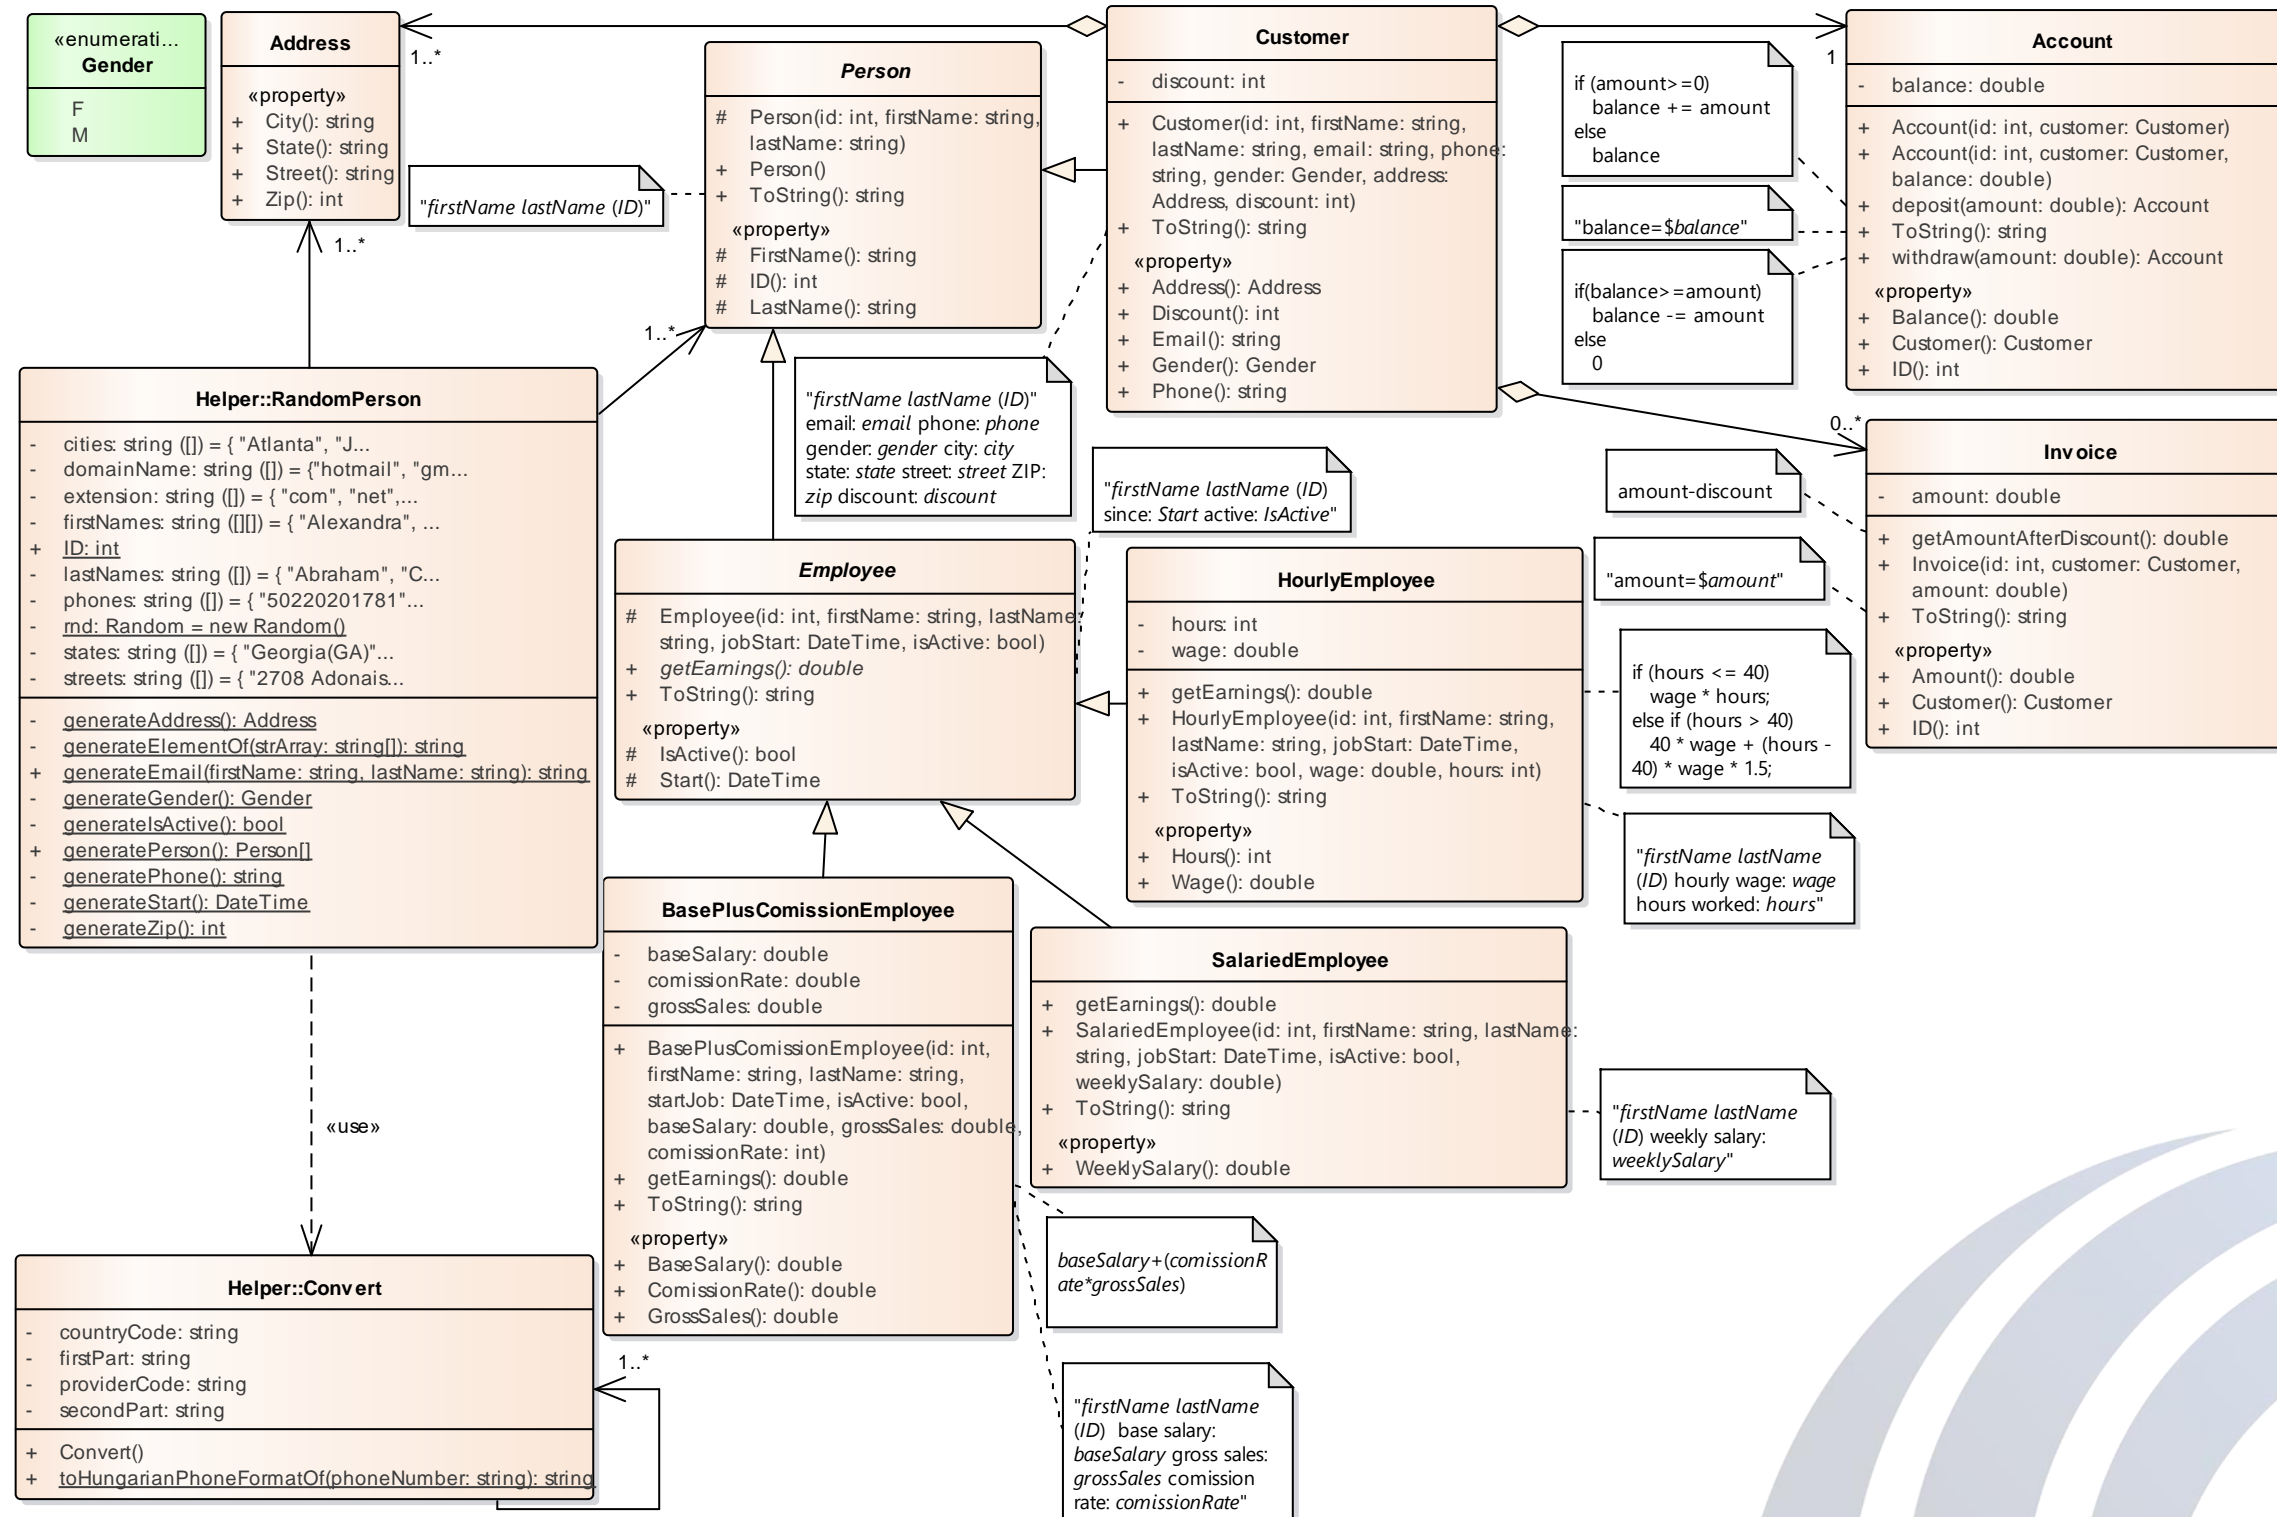 «enumerati...
Gender
F
M
Address
«property»
+ City(): string
+ State(): string
+ Street(): string
+ Zip(): int
1..*
1..*
"firstName lastName (ID)"
Person
# Person(id: int, firstName: string,
lastName: string)
+ Person()
+ ToString(): string
«property»
# FirstName(): string
# ID(): int
# LastName(): string
1..*
Customer
- discount: int
+ Customer(id: int, firstName: string,
lastName: string, email: string, phone:
string, gender: Gender, address:
Address, discount: int)
+ ToString(): string
«property»
+ Address(): Address
+ Discount(): int
+ Email(): string
+ Gender(): Gender
+ Phone(): string
1
if (amount>=0)
balance += amount
else
balance
"balance=$balance"
if(balance>=amount)
balance -= amount
else
0
Account
- balance: double
+ Account(id: int, customer: Customer)
+ Account(id: int, customer: Customer,
balance: double)
+ deposit(amount: double): Account
+ ToString(): string
+ withdraw(amount: double): Account
«property»
+ Balance(): double
+ Customer(): Customer
+ ID(): int
Helper::RandomPerson
- cities: string ([]) = { "Atlanta", "J...
- domainName: string ([]) = {"hotmail", "gm...
- extension: string ([]) = { "com", "net",...
- firstNames: string ([][]) = { "Alexandra", ...
+ ID: int
- lastNames: string ([]) = { "Abraham", "C...
- phones: string ([]) = { "50220201781"...
- rnd: Random = new Random()
- states: string ([]) = { "Georgia(GA)"...
- streets: string ([]) = { "2708 Adonais...
- generateAddress(): Address
- generateElementOf(strArray: string[]): string
+ generateEmail(firstName: string, lastName: string): string
- generateGender(): Gender
- generateIsActive(): bool
+ generatePerson(): Person[]
- generatePhone(): string
- generateStart(): DateTime
- generateZip(): int
"firstName lastName (ID)"
email: email phone: phone
gender: gender city: city
state: state street: street ZIP:
zip discount: discount
"firstName lastName (ID)
since: Start active: IsActive"
0..*
amount-discount
"amount=$amount"
Invoice
- amount: double
+ getAmountAfterDiscount(): double
+ Invoice(id: int, customer: Customer,
amount: double)
+ ToString(): string
«property»
+ Amount(): double
+ Customer(): Customer
+ ID(): int
Employee
# Employee(id: int, firstName: string, lastName:
string, jobStart: DateTime, isActive: bool)
+ getEarnings(): double
+ ToString(): string
«property»
# IsActive(): bool
# Start(): DateTime
HourlyEmployee
- hours: int
- wage: double
+ getEarnings(): double
+ HourlyEmployee(id: int, firstName: string,
lastName: string, jobStart: DateTime,
isActive: bool, wage: double, hours: int)
+ ToString(): string
«property»
+ Hours(): int
+ Wage(): double
if (hours <= 40)
wage * hours;
else if (hours > 40)
40 * wage + (hours -
40) * wage * 1.5;
"firstName lastName
(ID) hourly wage: wage
hours worked: hours"
BasePlusComissionEmployee
- baseSalary: double
- comissionRate: double
- grossSales: double
+ BasePlusComissionEmployee(id: int,
firstName: string, lastName: string,
startJob: DateTime, isActive: bool,
baseSalary: double, grossSales: double,
comissionRate: int)
+ getEarnings(): double
+ ToString(): string
«property»
+ BaseSalary(): double
+ ComissionRate(): double
+ GrossSales(): double
SalariedEmployee
+ getEarnings(): double
+ SalariedEmployee(id: int, firstName: string, lastName:
string, jobStart: DateTime, isActive: bool,
weeklySalary: double)
+ ToString(): string
«property»
+ WeeklySalary(): double
"firstName lastName
(ID) weekly salary:
weeklySalary"
«use»
baseSalary+(comissionR
ate*grossSales)
"firstName lastName
(ID) base salary:
baseSalary gross sales:
grossSales comission
rate: comissionRate"
Helper::Convert
- countryCode: string
- firstPart: string
- providerCode: string
- secondPart: string
+ Convert()
+ toHungarianPhoneFormatOf(phoneNumber: string): string
1..*